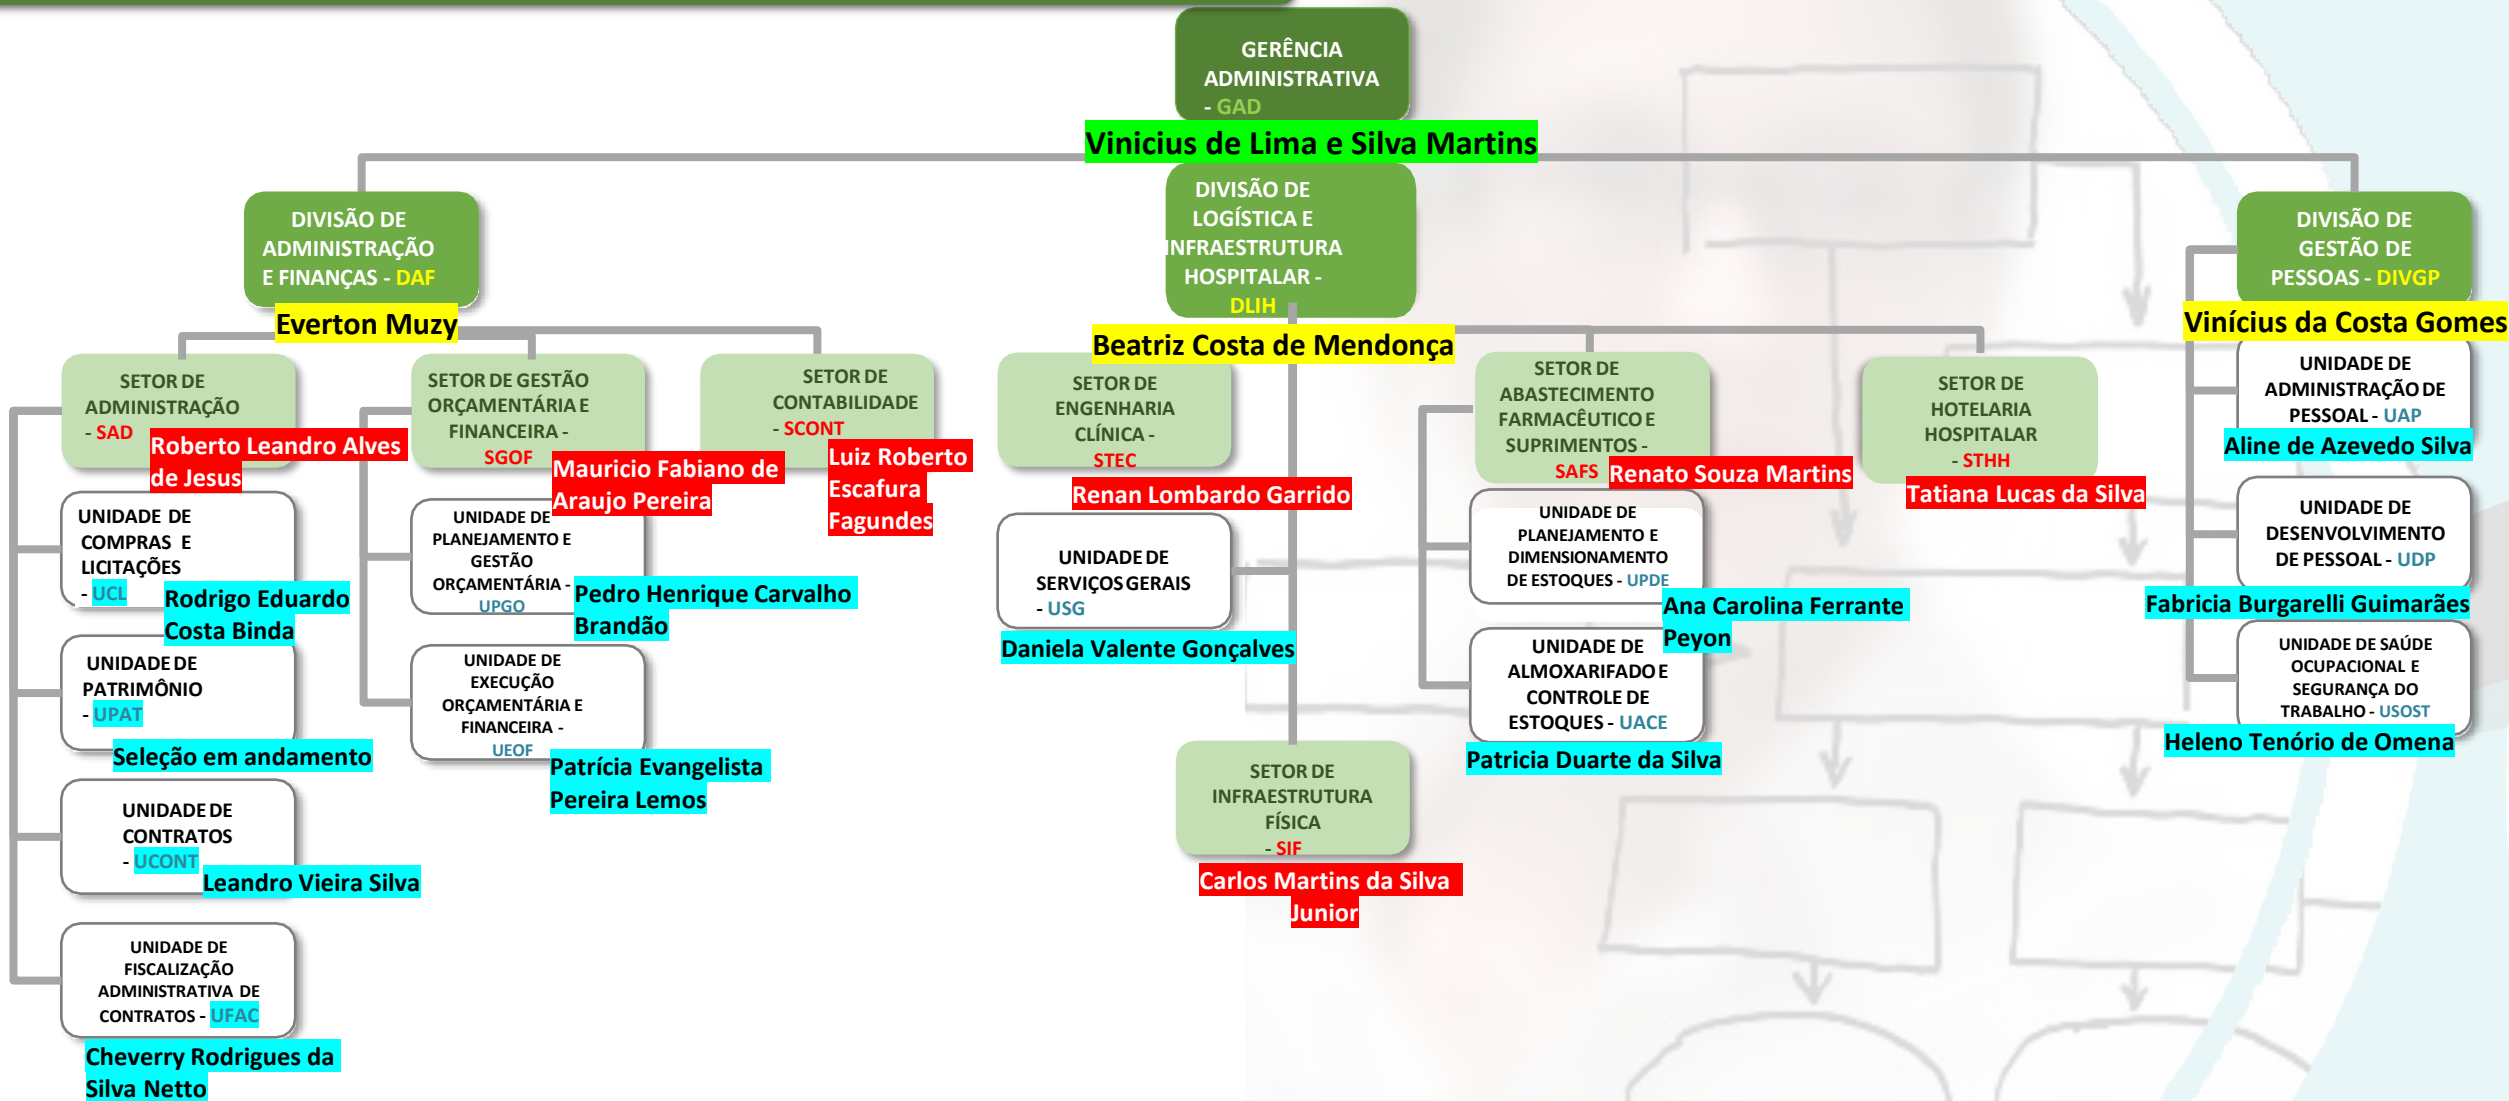 GERÊNCIA
ADMINISTRATIVA
- GAD
Vinicius de Lima e Silva Martins
DIVISÃO DE
ADMINISTRAÇÃO
E FINANÇAS - DAF
Everton Muzy
DIVISÃO DE
LOGÍSTICA E
INFRAESTRUTURA
HOSPITALAR -
DLIH
Beatriz Costa de Mendonça
DIVISÃO DE
GESTÃO DE
PESSOAS - DIVGP
Vinícius da Costa Gomes
SETOR DE
ADMINISTRAÇÃO
- SAD
Roberto Leandro Alves
de Jesus
UNIDADE DE
COMPRAS E
LICITAÇÕES
- UCL
Rodrigo Eduardo
Costa Binda
UNIDADE DE
PATRIMÔNIO
- UPAT
Seleção em andamento
UNIDADE DE
CONTRATOS
- UCONT
Leandro Vieira Silva
UNIDADE DE
FISCALIZAÇÃO
ADMINISTRATIVA DE
CONTRATOS - UFAC
Cheverry Rodrigues da
Silva Netto
SETOR DE GESTÃO
ORÇAMENTÁRIA E
FINANCEIRA -
SGOF
Mauricio Fabiano de
Araujo Pereira
UNIDADE DE
PLANEJAMENTO E
GESTÃO
ORÇAMENTÁRIA -
UPGO
Pedro Henrique Carvalho
Brandão
UNIDADE DE
EXECUÇÃO
ORÇAMENTÁRIA E
FINANCEIRA -
UEOF
Patrícia Evangelista
Pereira Lemos
SETOR DE
CONTABILIDADE
- SCONT
Luiz Roberto
Escafura
Fagundes
SETOR DE
ENGENHARIA
CLÍNICA -
STEC
Renan Lombardo Garrido
UNIDADE DE
SERVIÇOS GERAIS
- USG
Daniela Valente Gonçalves
SETOR DE
INFRAESTRUTURA
FÍSICA
- SIF
Carlos Martins da Silva
Junior
SETOR DE
ABASTECIMENTO
FARMACÊUTICO E
SUPRIMENTOS -
SAFS
Renato Souza Martins
UNIDADE DE
PLANEJAMENTO E
DIMENSIONAMENTO
DE ESTOQUES - UPDE
Ana Carolina Ferrante
Peyon
UNIDADE DE
ALMOXARIFADO E
CONTROLE DE
ESTOQUES - UACE
Patricia Duarte da Silva
SETOR DE
HOTELARIA
HOSPITALAR
- STHH
Tatiana Lucas da Silva
UNIDADE DE
ADMINISTRAÇÃO DE
PESSOAL - UAP
Aline de Azevedo Silva
UNIDADE DE
DESENVOLVIMENTO
DE PESSOAL - UDP
Fabricia Burgarelli Guimarães
UNIDADE DE SAÚDE
OCUPACIONAL E
SEGURANÇA DO
TRABALHO - USOST
Heleno Tenório de Omena